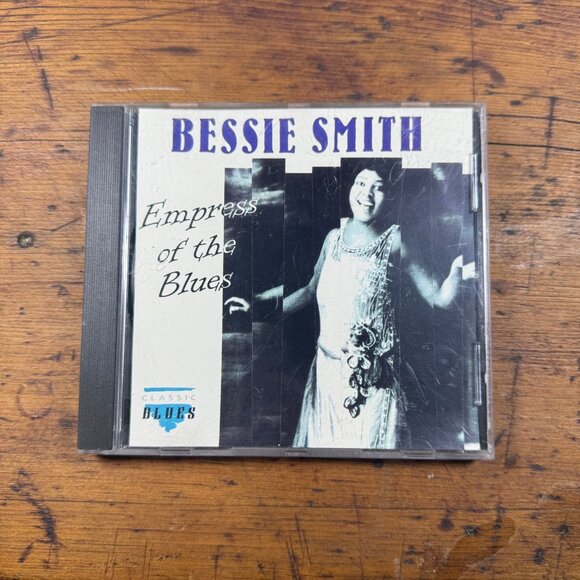 BESSIE SMITH
Empress
of the
Blues
CLASSIC
BLUES